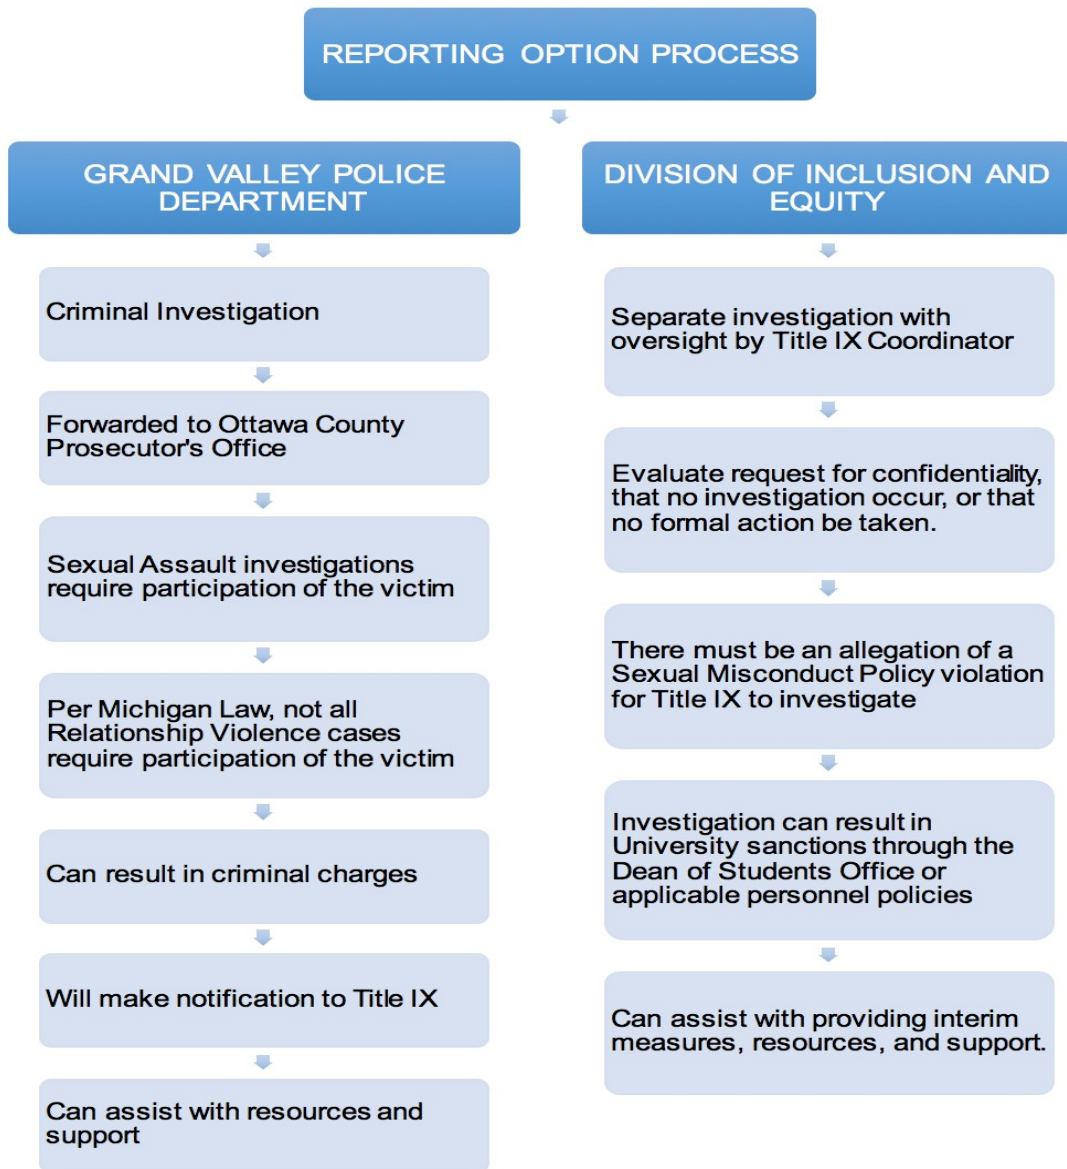 REPORTING OPTION PROCESS
GRAND VALLEY POLICE
DEPARTMENT
Criminal Investigation
Forwarded to Ottawa County
Prosecutor's Office
Sexual Assault investigations
require participation of the victim
Per Michigan Law, not all
Relationship Violence cases
require participation of the victim
Can result in criminal charges
Will make notification to Title IX
Can assist with resources and
support
DIVISION OF INCLUSION AND
EQUITY
Separate investigation with
oversight by Title IX Coordinator
Evaluate request for confidentiality,
that no investigation occur, or that
no formal action be taken.
There must be an allegation of a
Sexual Misconduct Policy violation
for Title IX to investigate
Investigation can result in
University sanctions through the
Dean of Students Office or
applicable personnel policies
Can assist with providing interim
measures, resources, and support.